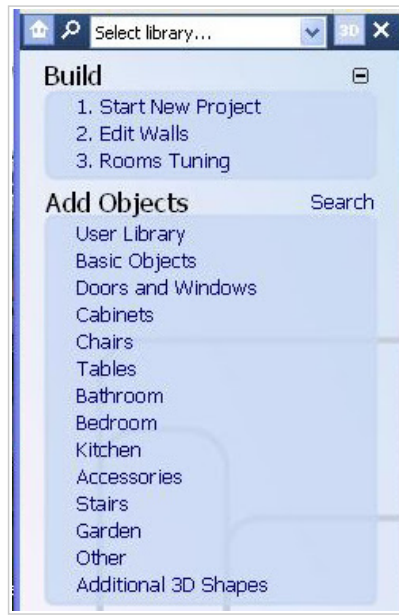 Select library... 3D
Build
1. Start New Project
2. Edit Walls
3. Rooms Tuning
Add Objects Search
User Library
Basic Objects
Doors and Windows
Cabinets
Chairs
Tables
Bathroom
Bedroom
Kitchen
Accessories
Stairs
Garden
Other
Additional 3D Shapes